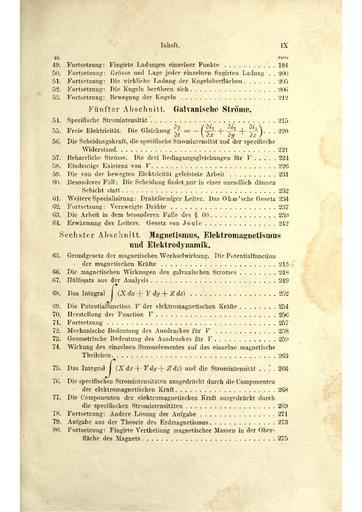 Inhalt. IX
§§. Seite
49. Fortsetzung: Fingirte Ladungen einzelner Punkte . . . . . . . 194
50. Fortsetzung: Grösse und Lage jeder einzelnen fingirten Ladung . . 200
51. Fortsetzung: Die wirkliche Ladung der Kugeloberflächen . . . . . 205
52. Fortsetzung: Die Kugeln berühren sich . . . . . . . 206
53. Fortsetzung: Bewegung der Kugeln . . . . . . . 212
Fünfter Abschnitt. Galvanische Ströme.
54. Specifische Stromintensität . . . . . . . 215
55. Freie Elektricität. Die Gleichung ∂ρ/∂t = −(∂i₁/∂x + ∂i₂/∂y + ∂i₃/∂z) . . 220
56. Die Scheidungskraft, die specifische Stromintensität und der specifische
Widerstand . . . . . . . 221
57. Beharrliche Ströme. Die drei Bedingungsgleichungen für V . . . . 224
58. Eindeutige Existenz von V . . . . . . . 226
59. Die von der bewegten Elektricität geleistete Arbeit . . . . . . 231
60. Besonderer Fall: Die Scheidung findet nur in einer unendlich dünnen
Schicht statt . . . . . . . 232
61. Weitere Specialisirung: Drahtförmiger Leiter. Das Ohm'sche Gesetz 234
62. Fortsetzung: Verzweigte Drähte . . . . . . . 237
63. Die Arbeit in dem besonderen Falle des §. 60 . . . . . . . 239
64. Erwärmung des Leiters. Gesetz von Joule . . . . . . . 242
Sechster Abschnitt. Magnetismus, Elektromagnetismus
und Elektrodynamik.
65. Grundgesetz der magnetischen Wechselwirkung. Die Potentialfunction
der magnetischen Kräfte . . . . . . . 243
66. Die magnetischen Wirkungen des galvanischen Stromes . . . . . 248
67. Hülfssatz aus der Analysis . . . . . . . 249
68. Das Integral ∫(X dx + Y dy + Z dz) . . . . . . . 252
69. Die Potentialfunction V der elektromagnetischen Kräfte . . . . . 254
70. Herstellung der Function V . . . . . . . 256
71. Fortsetzung . . . . . . . 257
72. Mechanische Bedeutung des Ausdruckes für V . . . . . . . 258
73. Geometrische Bedeutung des Ausdruckes für V . . . . . . . 259
74. Wirkung eines einzelnen Stromelementes auf das einzelne magnetische
Theilchen . . . . . . . 263
75. Das Integral ∫(X dx + Y dy + Z dz) und die Stromintensität . . . 266
76. Die specifischen Stromintensitäten ausgedrückt durch die Componenten
der elektromagnetischen Kraft . . . . . . . 268
77. Die Componenten der elektromagnetischen Kraft ausgedrückt durch
die specifischen Stromintensitäten . . . . . . . 269
78. Fortsetzung: Andere Lösung der Aufgabe . . . . . . . 271
79. Aufgabe aus der Theorie des Erdmagnetismus . . . . . . . 273
80. Fortsetzung: Fingirte Vertheilung magnetischer Massen in der Ober-
fläche des Magnets . . . . . . . 275